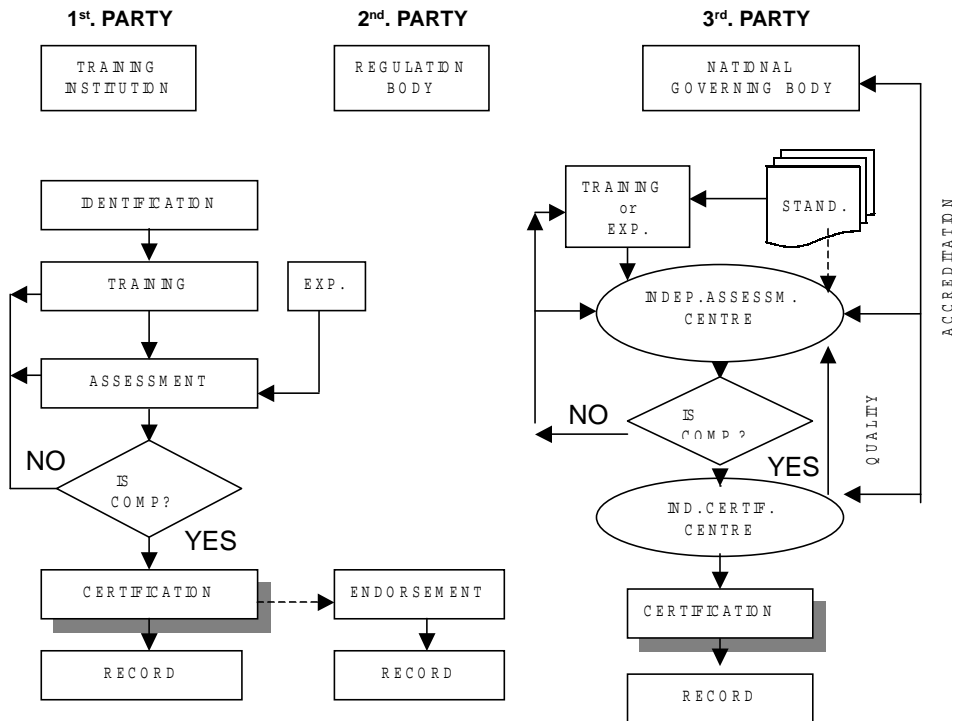 1st. PARTY
2nd. PARTY
3rd. PARTY
TRAINING
INSTITUTION
REGULATION
BODY
NATIONAL
GOVERNING BODY
IDENTIFICATION
TRAINING
EXP.
ASSESSMENT
NO
IS
COMP?
YES
CERTIFICATION
ENDORSEMENT
RECORD
RECORD
TRAINING
or
EXP.
STAND.
INDEP.ASSESSM.
CENTRE
NO
IS
COMP?
YES
IND.CERTIF.
CENTRE
CERTIFICATION
RECORD
QUALITY
ACCREDITATION